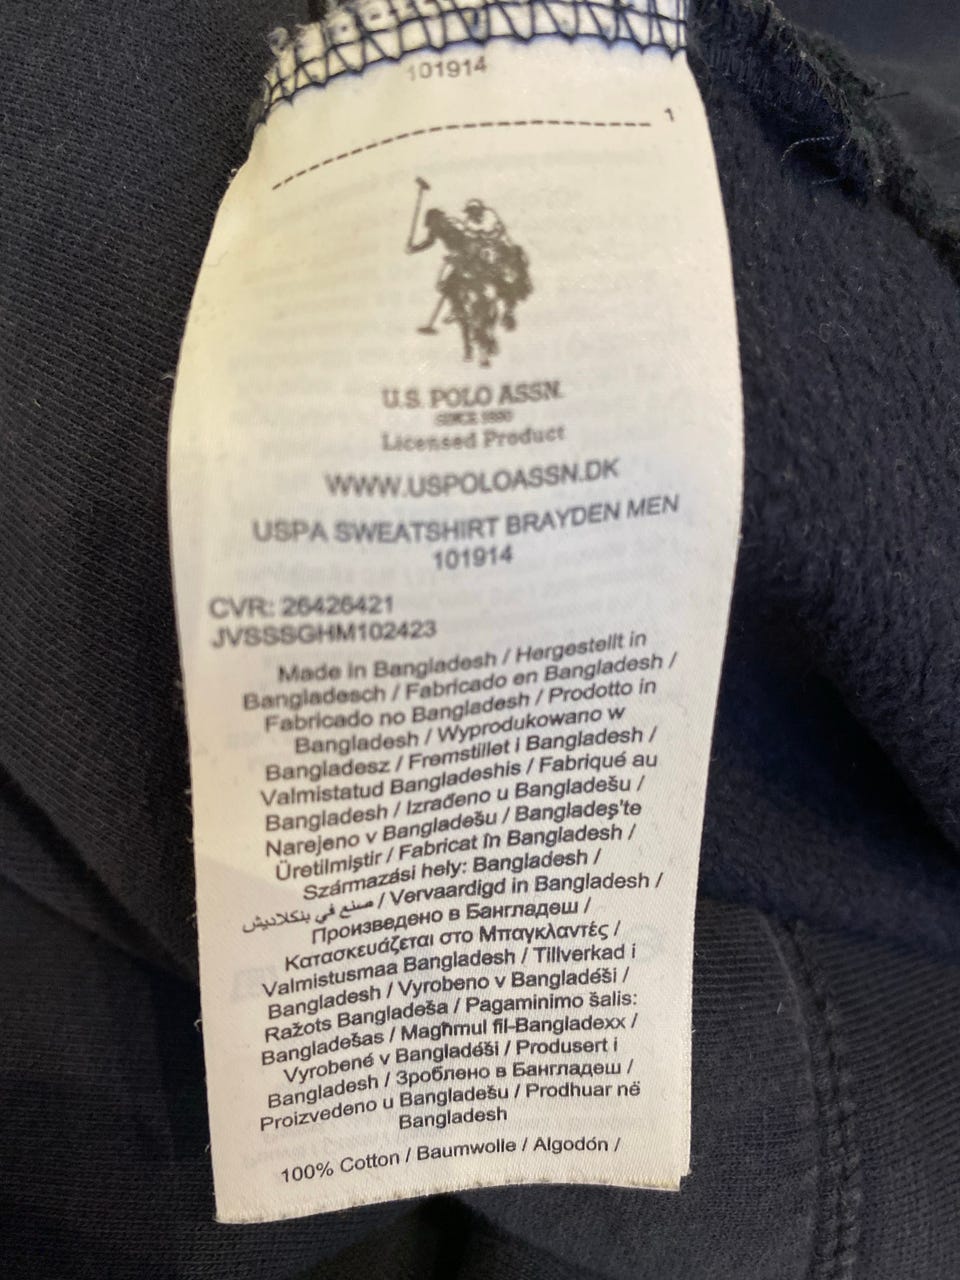 101914
1
U.S. POLO ASSN.
SINCE 1890
Licensed Product
WWW.USPOLOASSN.DK
USPA SWEATSHIRT BRAYDEN MEN
101914
CVR: 26426421
JVSSSGHM102423
Made in Bangladesh / Hergestellt in
Bangladesch / Fabricado en Bangladesh /
Fabricado no Bangladesh / Prodotto in
Bangladesh / Wyprodukowano w
Bangladesz / Fremstillet i Bangladesh /
Valmistatud Bangladeshis / Fabriqué au
Bangladesh / Izrađeno u Bangladešu /
Narejeno v Bangladešu / Bangladeş'te
Üretilmiştir / Fabricat în Bangladesh /
Származási hely: Bangladesh /
صنع في بنكلاديش / Vervaardigd in Bangladesh /
Произведено в Бангладеш /
Κατασκευάζεται στο Μπαγκλαντές /
Valmistusmaa Bangladesh / Tillverkad i
Bangladesh / Vyrobeno v Bangladéši /
Ražots Bangladeša / Pagaminimo šalis:
Bangladešas / Magħmul fil-Bangladexx /
Vyrobené v Bangladéši / Produsert i
Bangladesh / Зроблено в Бангладеш /
Proizvedeno u Bangladešu / Prodhuar në
Bangladesh
100% Cotton / Baumwolle / Algodón /